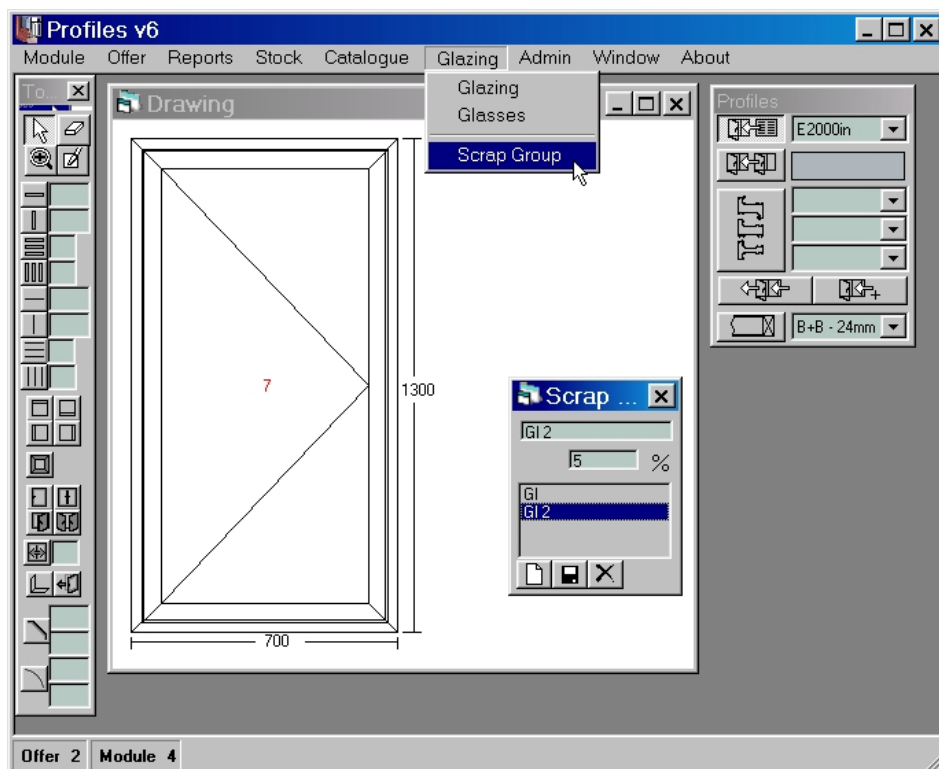 Profiles v6
Module Offer Reports Stock Catalogue Glazing Admin Window About
Glazing
Glasses
Scrap Group
To...
Drawing
7
1300
700
Profiles
E2000in
B+B - 24mm
Scrap ...
Gl 2
5 %
Gl
Gl 2
Offer 2 Module 4